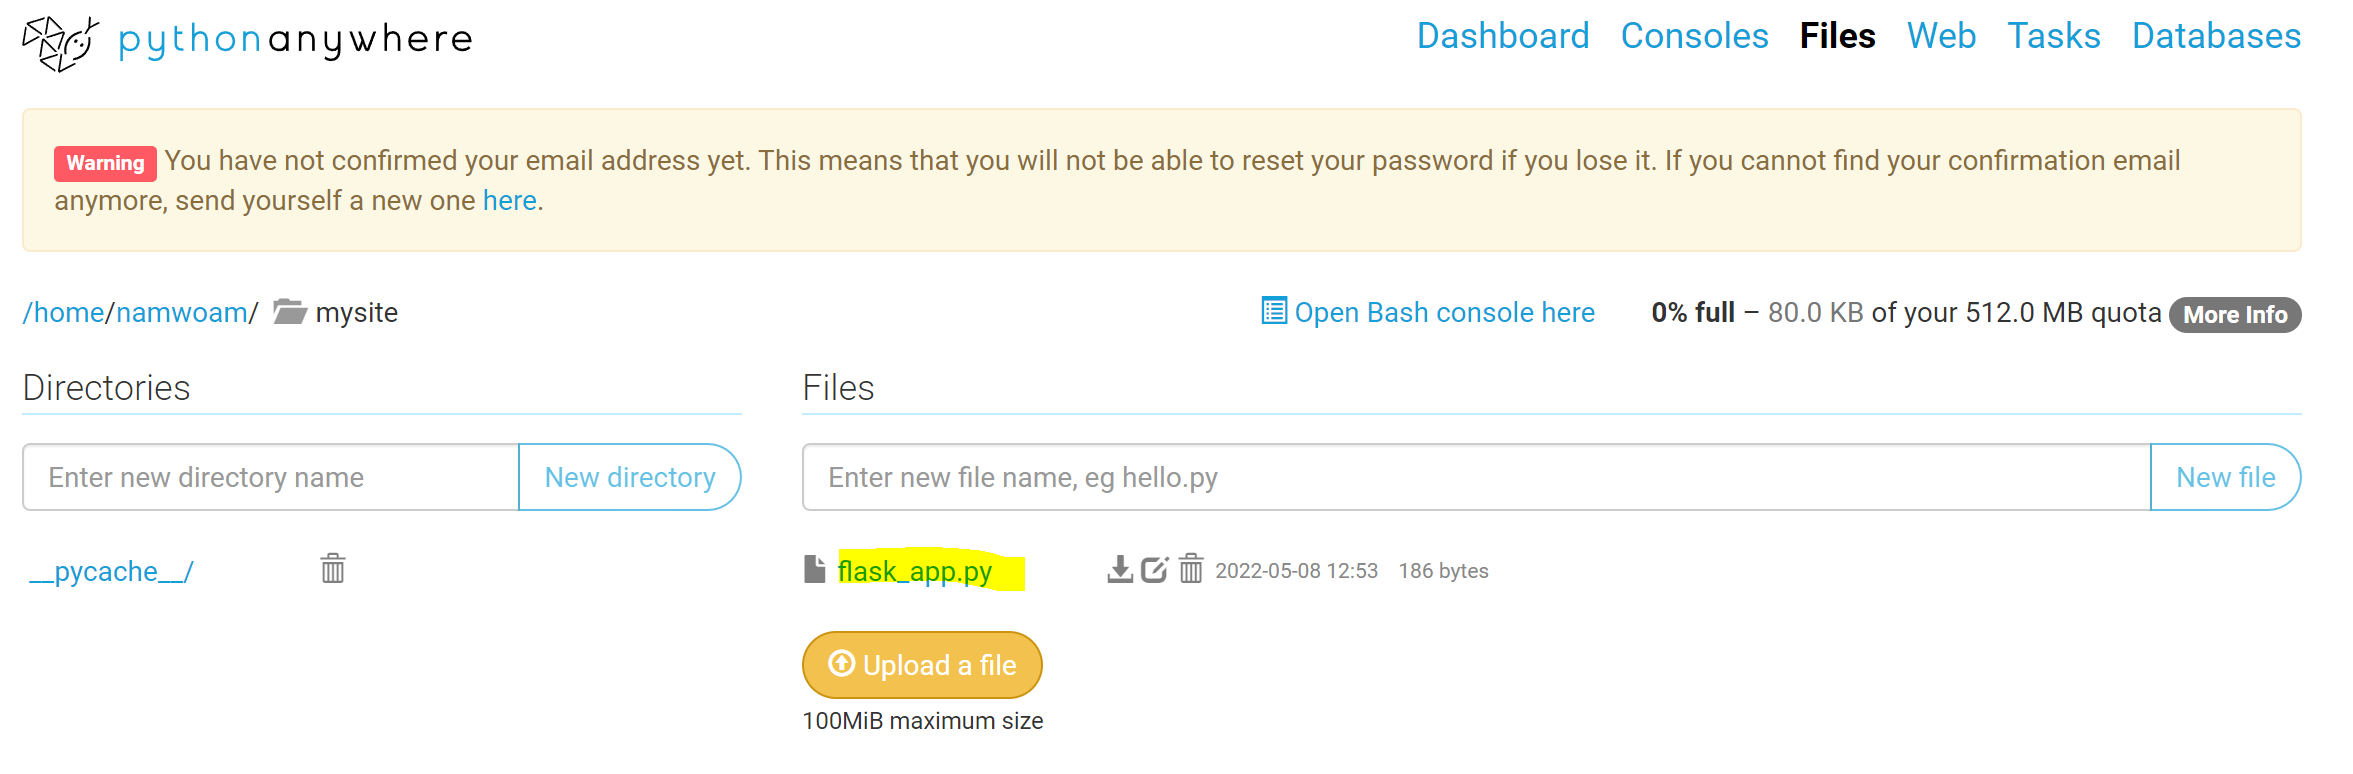 pythonanywhere
Dashboard Consoles Files Web Tasks Databases
Warning You have not confirmed your email address yet. This means that you will not be able to reset your password if you lose it. If you cannot find your confirmation email
anymore, send yourself a new one here.
/home/namwoam/ mysite
Open Bash console here
0% full – 80.0 KB of your 512.0 MB quota More Info
Directories
Files
Enter new directory name New directory
Enter new file name, eg hello.py New file
__pycache__/
flask_app.py 2022-05-08 12:53 186 bytes
Upload a file
100MiB maximum size